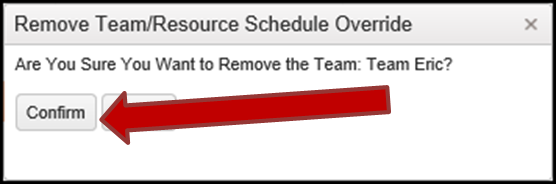 Remove Team/Resource Schedule Override ×
Are You Sure You Want to Remove the Team: Team Eric?
Confirm